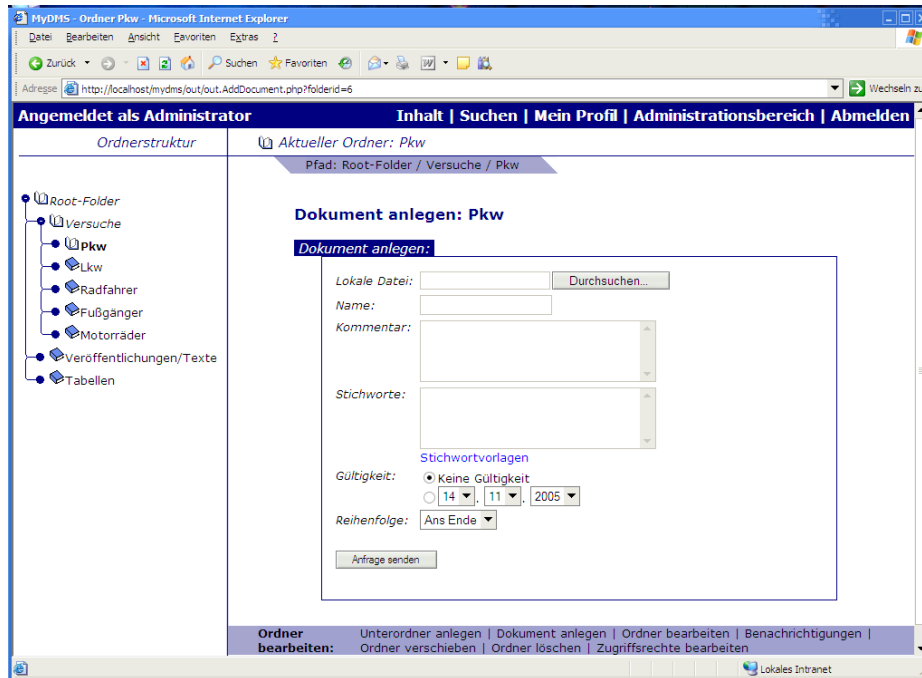 MyDMS - Ordner Pkw - Microsoft Internet Explorer
Datei Bearbeiten Ansicht Favoriten Extras ?
Zurück Suchen Favoriten
Adresse http://localhost/mydms/out/out.AddDocument.php?folderid=6 Wechseln zu
Angemeldet als Administrator Inhalt | Suchen | Mein Profil | Administrationsbereich | Abmelden
Ordnerstruktur
Aktueller Ordner: Pkw
Pfad: Root-Folder / Versuche / Pkw
Root-Folder
Versuche
Pkw
Lkw
Radfahrer
Fußgänger
Motorräder
Veröffentlichungen/Texte
Tabellen
Dokument anlegen: Pkw
Dokument anlegen:
Lokale Datei: Durchsuchen...
Name:
Kommentar:
Stichworte:
Stichwortvorlagen
Gültigkeit: Keine Gültigkeit
14 . 11 . 2005
Reihenfolge: Ans Ende
Anfrage senden
Ordner bearbeiten: Unterordner anlegen | Dokument anlegen | Ordner bearbeiten | Benachrichtigungen |
Ordner verschieben | Ordner löschen | Zugriffsrechte bearbeiten
Lokales Intranet